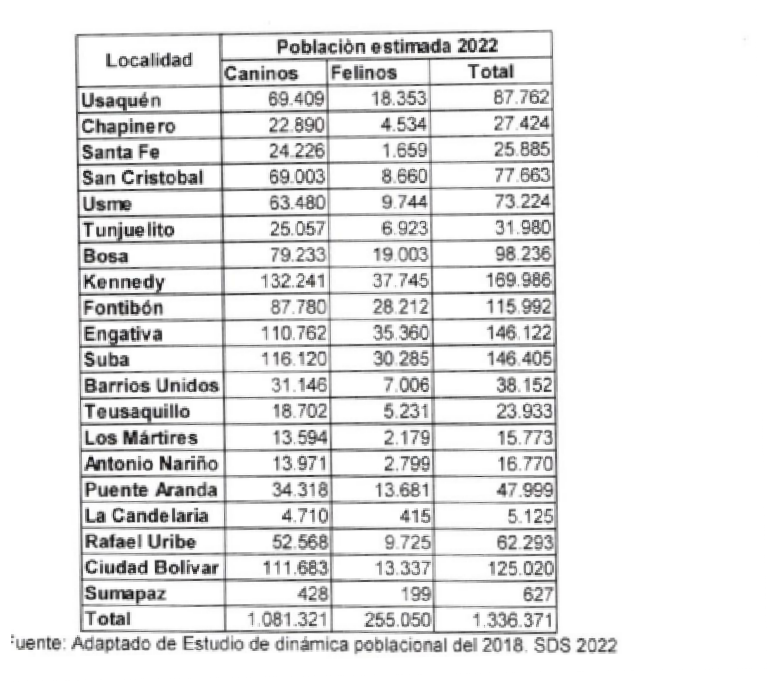 Localidad Población estimada 2022
Caninos Felinos Total
Usaquén 69.409 18.353 87.762
Chapinero 22.890 4.534 27.424
Santa Fe 24.226 1.659 25.885
San Cristobal 69.003 8.660 77.663
Usme 63.480 9.744 73.224
Tunjuelito 25.057 6.923 31.980
Bosa 79.233 19.003 98.236
Kennedy 132.241 37.745 169.986
Fontibón 87.780 28.212 115.992
Engativa 110.762 35.360 146.122
Suba 116.120 30.285 146.405
Barrios Unidos 31.146 7.006 38.152
Teusaquillo 18.702 5.231 23.933
Los Mártires 13.594 2.179 15.773
Antonio Nariño 13.971 2.799 16.770
Puente Aranda 34.318 13.681 47.999
La Candelaria 4.710 415 5.125
Rafael Uribe 52.568 9.725 62.293
Ciudad Bolívar 111.683 13.337 125.020
Sumapaz 428 199 627
Total 1.081.321 255.050 1.336.371
Fuente: Adaptado de Estudio de dinámica poblacional del 2018. SDS 2022